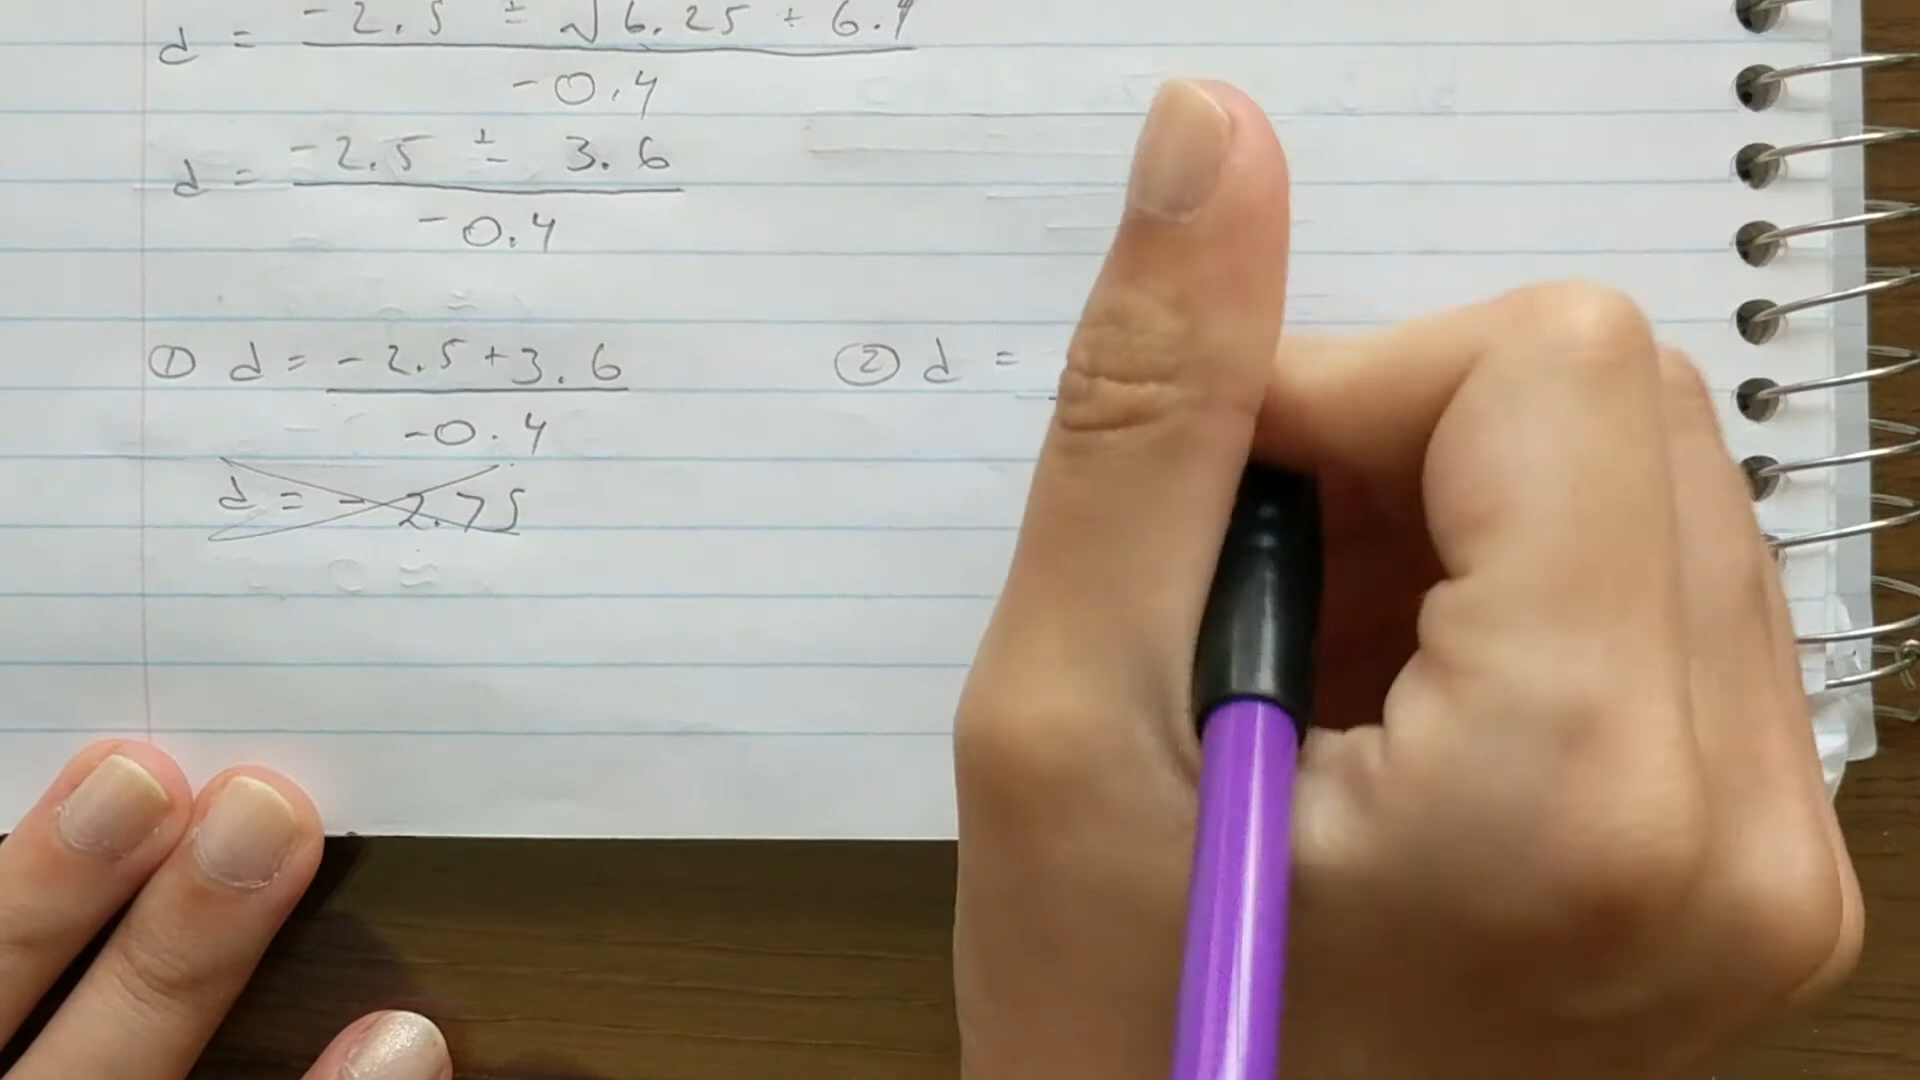 d = -2.5 ± √6.25 + 6.9
-0.4
d = -2.5 ± 3.6
-0.4
① d = -2.5+3.6
-0.4
d = -2.75
② d =